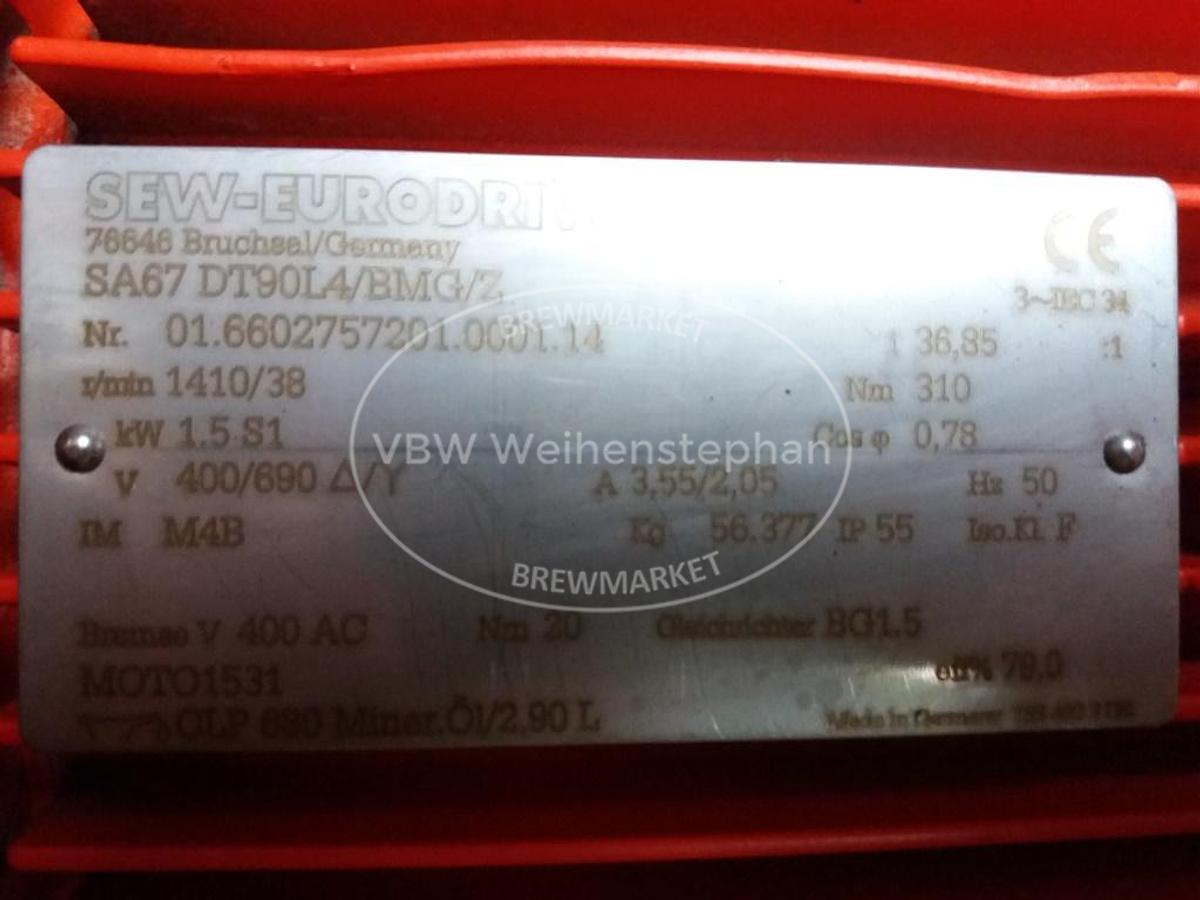 SEW-EURODRIV
76646 Bruchsal/Germany
SA67 DT90L4/BMG/Z
3~IEC 34
Nr. 01.6602757201.0001.14 i 36,85 :1
r/min 1410/38 Nm 310
kW 1.5 S1 Cos φ 0,78
V 400/690 Δ/Y A 3,55/2,05 Hz 50
IM M4B Kg 56.377 IP 55 Iso.Kl. F
Bremse V 400 AC Nm 20 Gleichrichter BG1.5
MOTO1531 eff% 79,0
CLP 680 Miner.Öl/2,90 L Made in Germany
CE
BREWMARKET
VBW Weihenstephan
BREWMARKET